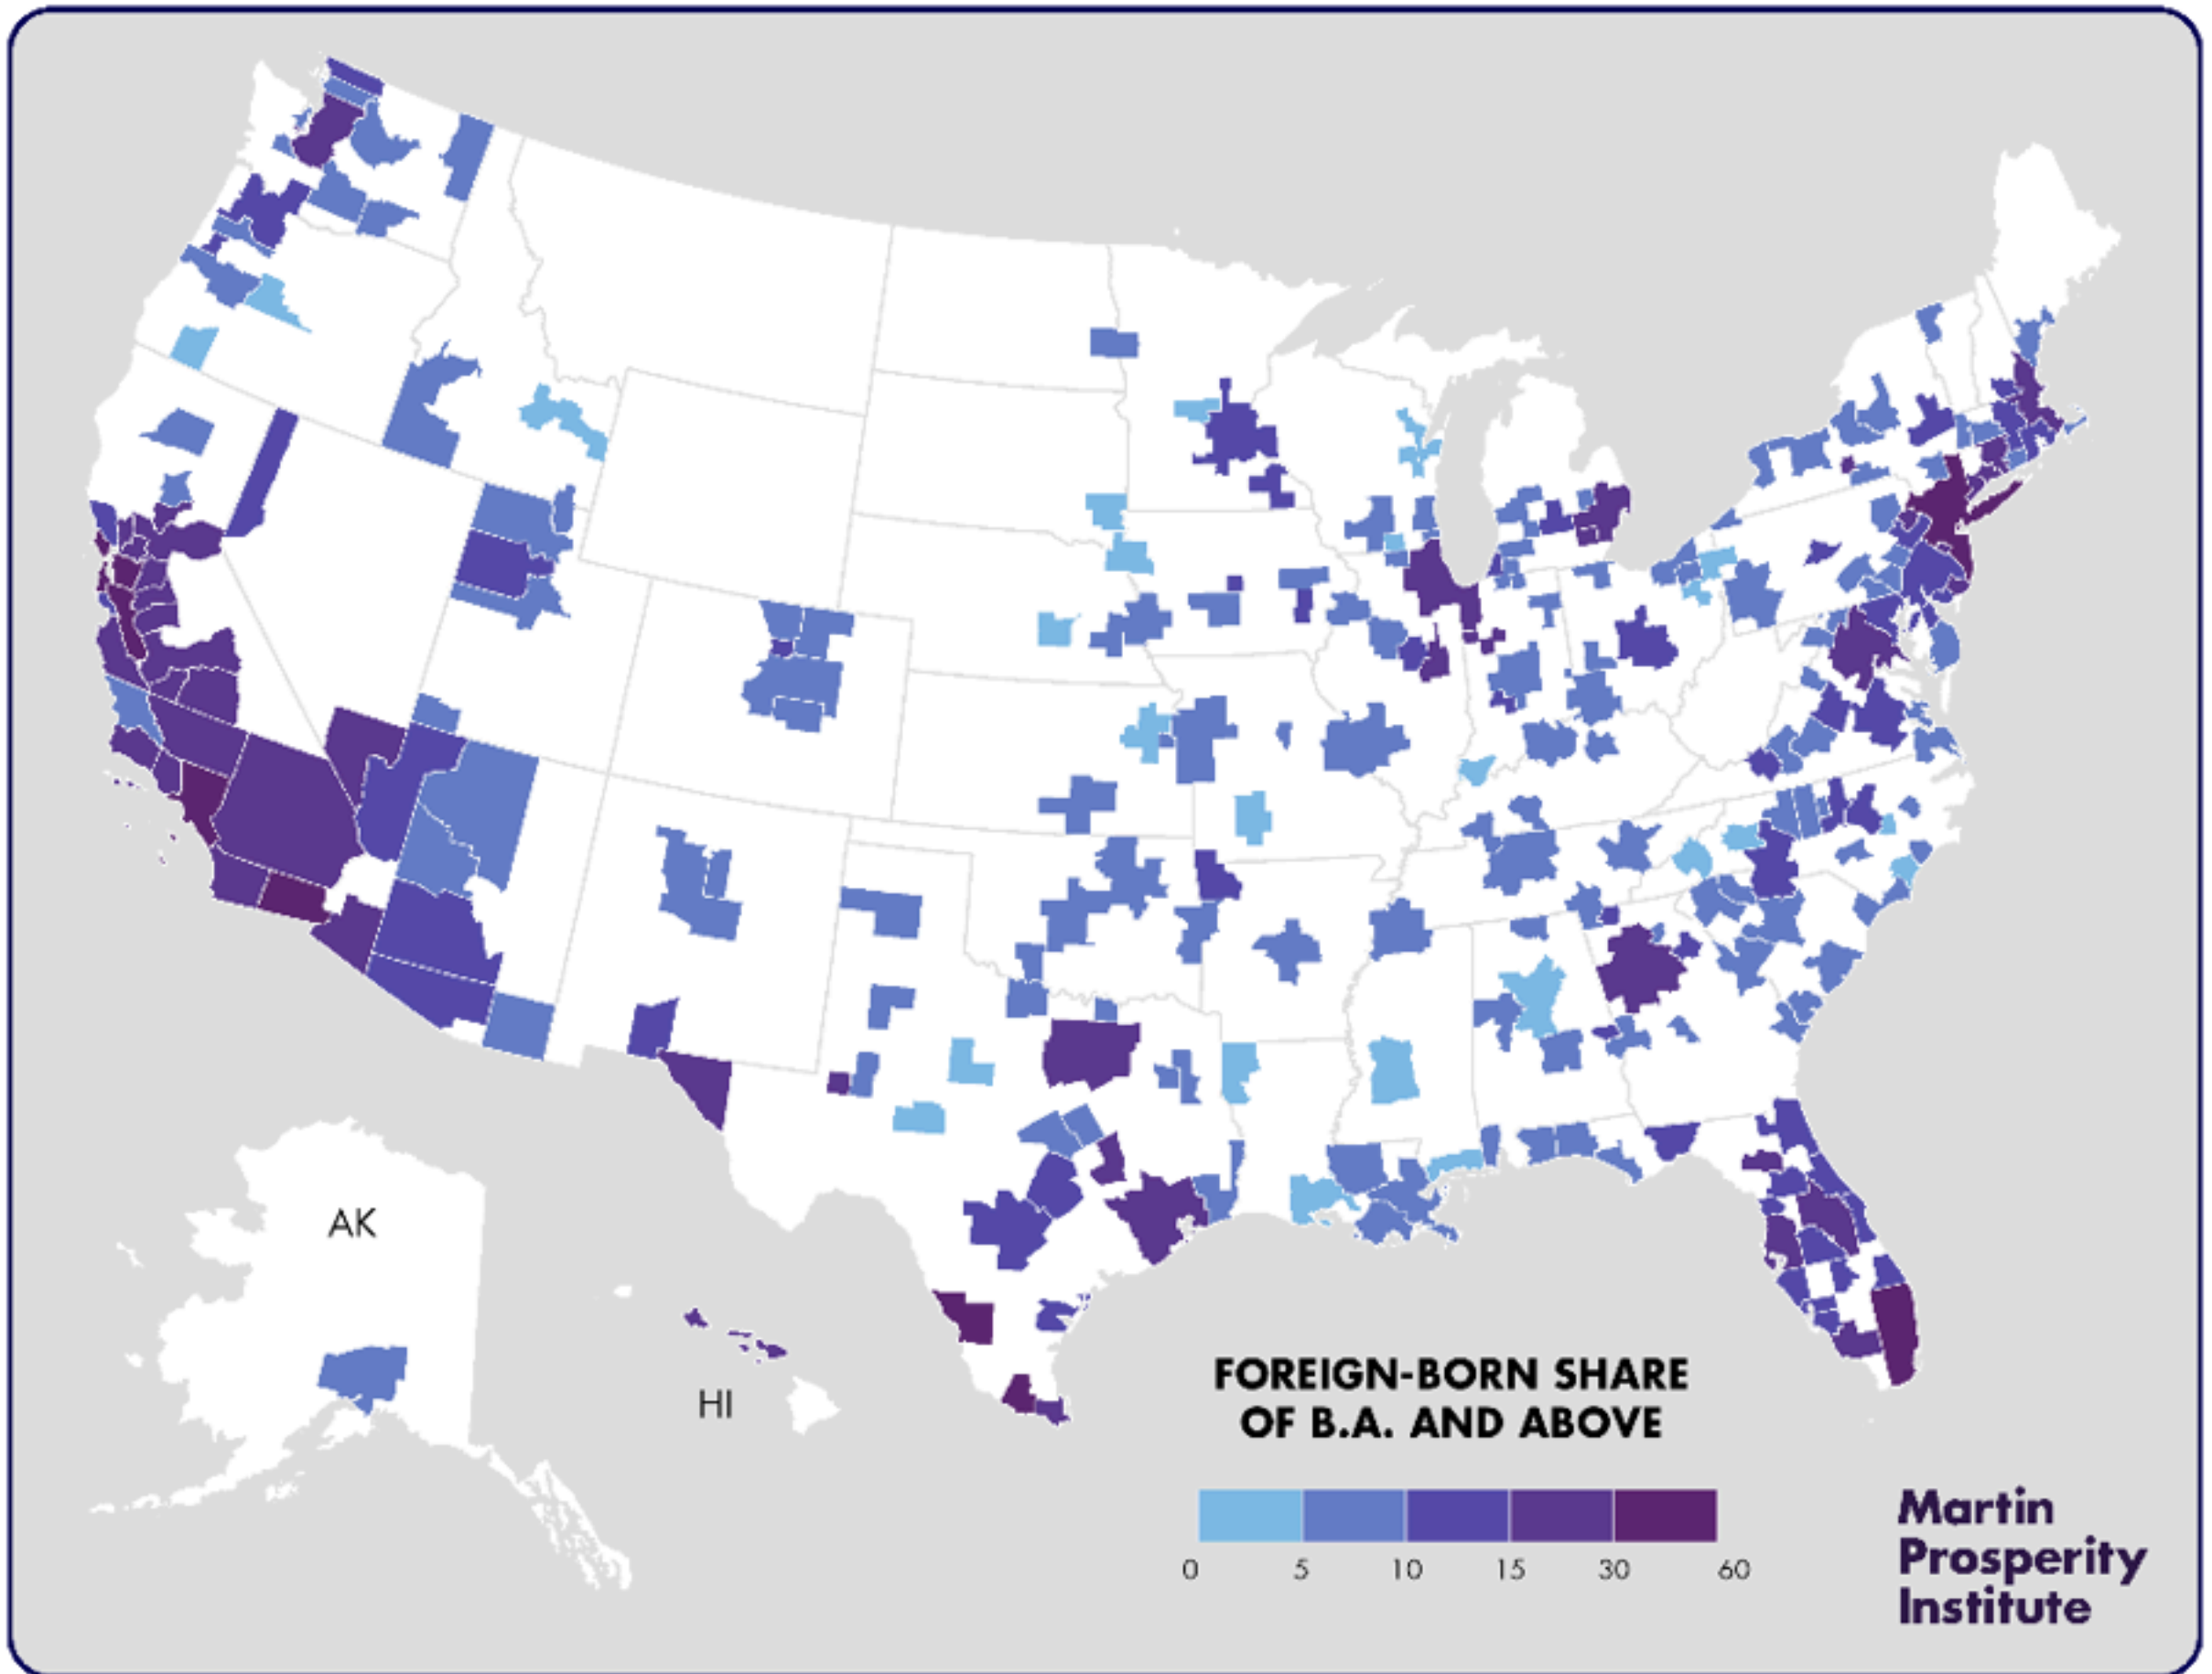 AK
HI
FOREIGN-BORN SHARE
OF B.A. AND ABOVE
0 5 10 15 30 60
Martin
Prosperity
Institute